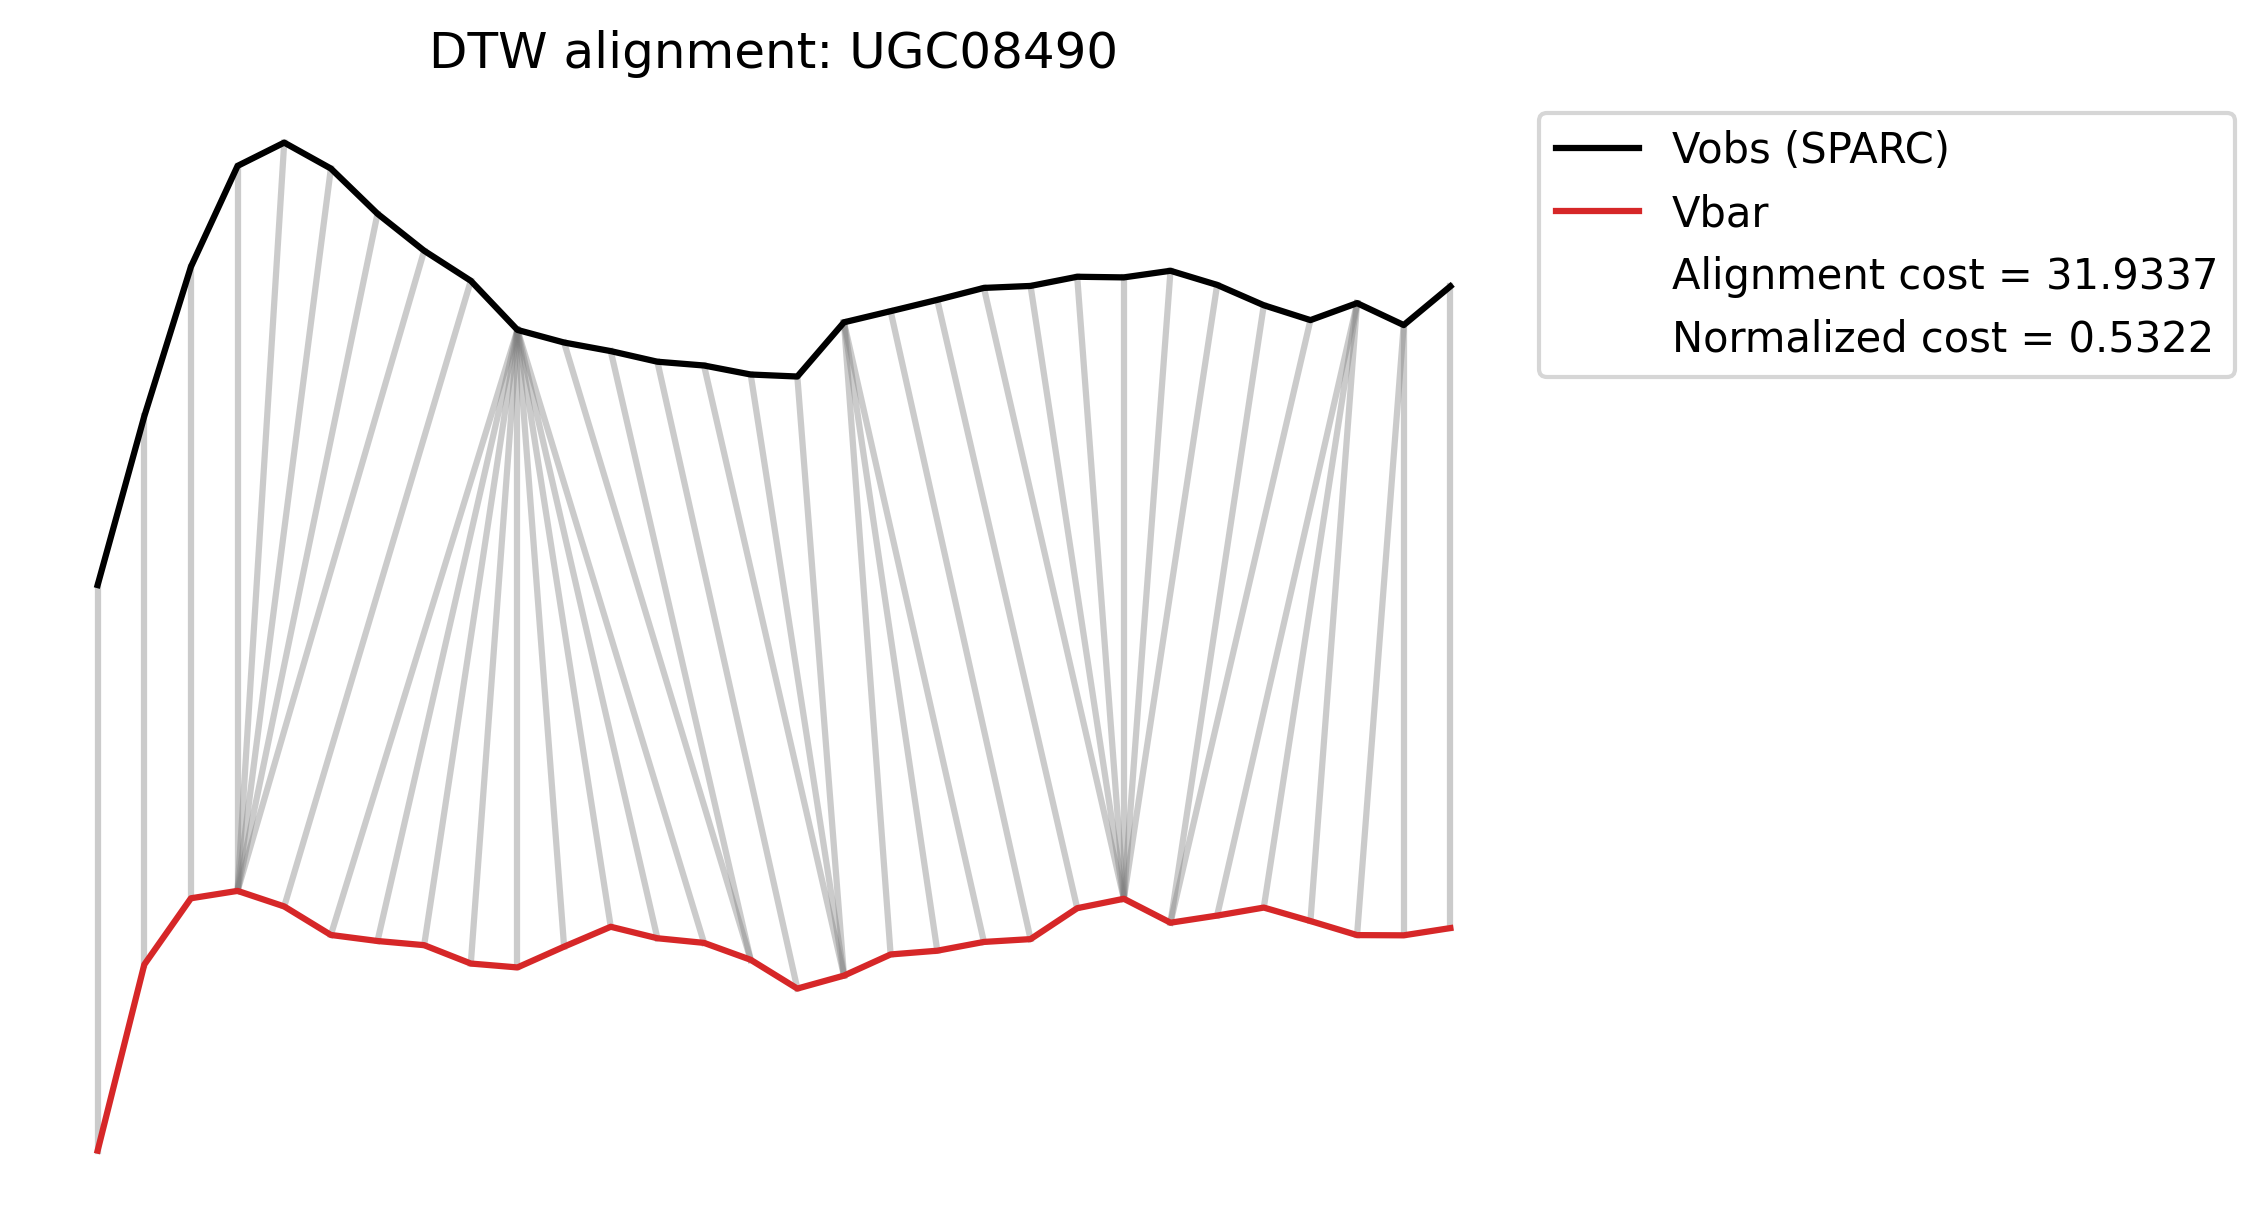 DTW alignment: UGC08490
Vobs (SPARC)
Vbar
Alignment cost = 31.9337
Normalized cost = 0.5322